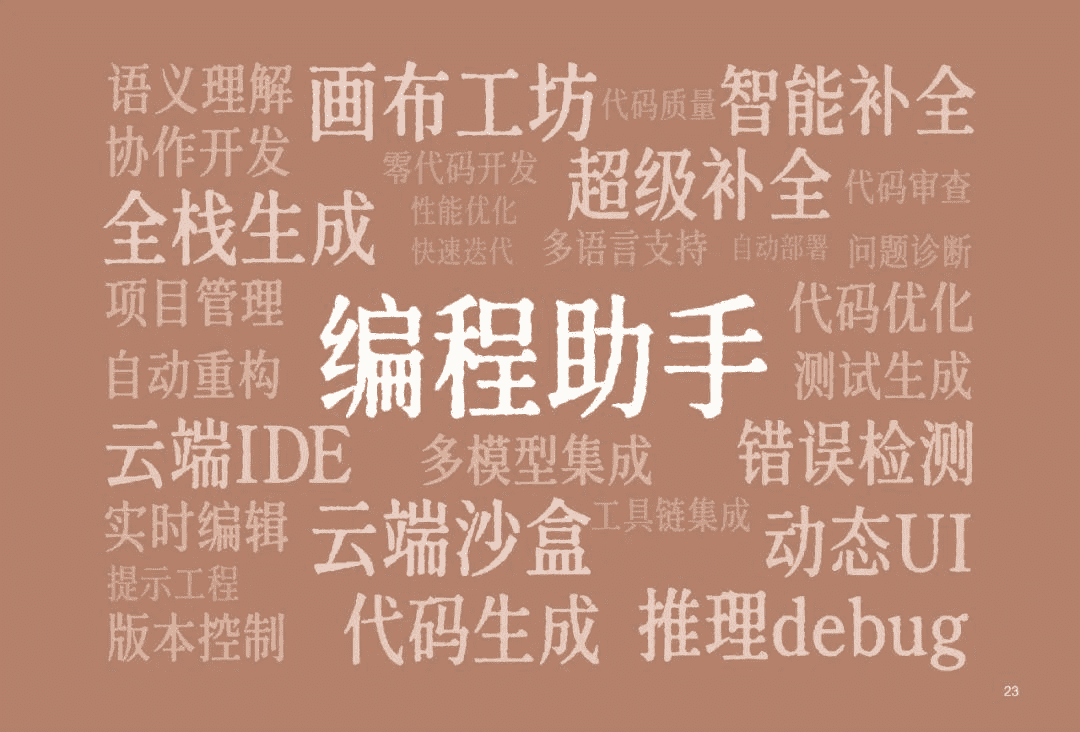 语义理解 画布工坊 代码质量 智能补全
协作开发 零代码开发 超级补全 代码审查
全栈生成 性能优化
快速迭代 多语言支持 自动部署 问题诊断
项目管理 编程助手 代码优化
自动重构 测试生成
云端IDE 多模型集成 错误检测
实时编辑 云端沙盒 工具链集成 动态UI
提示工程
版本控制 代码生成 推理debug
23